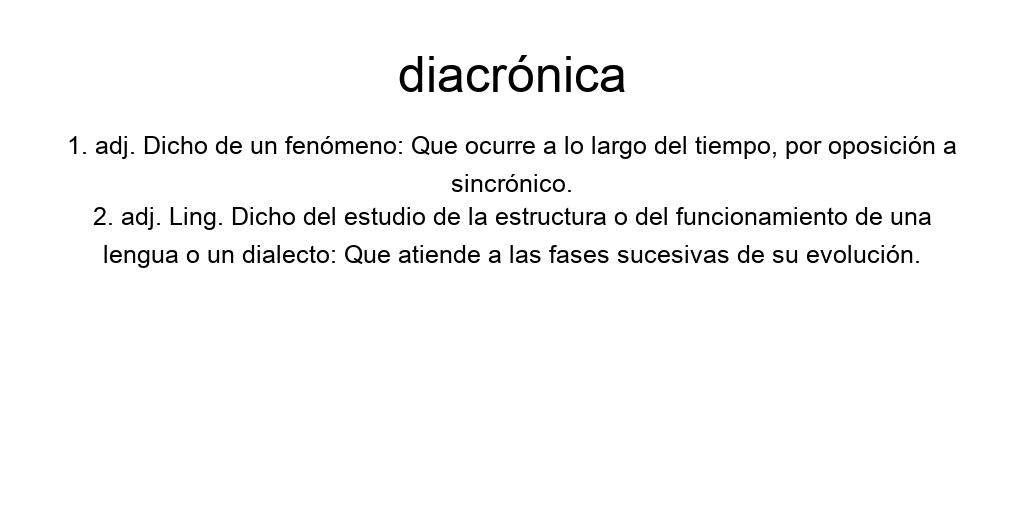 diacrónica
1. adj. Dicho de un fenómeno: Que ocurre a lo largo del tiempo, por oposición a
sincrónico.
2. adj. Ling. Dicho del estudio de la estructura o del funcionamiento de una
lengua o un dialecto: Que atiende a las fases sucesivas de su evolución.